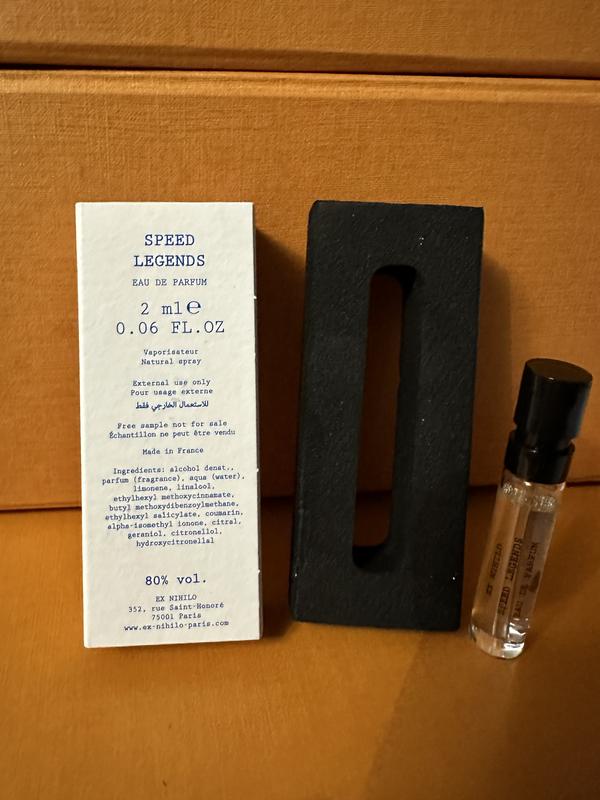 SPEED
LEGENDS
EAU DE PARFUM
2 ml℮
0.06 FL.OZ
Vaporisateur
Natural spray
External use only
Pour usage externe
للاستعمال الخارجي فقط
Free sample not for sale
Échantillon ne peut être vendu
Made in France
Ingredients: alcohol denat.,
parfum (fragrance), aqua (water),
limonene, linalool,
ethylhexyl methoxycinnamate,
butyl methoxydibenzoylmethane,
ethylhexyl salicylate, coumarin,
alpha-isomethyl ionone, citral,
geraniol, citronellol,
hydroxycitronellal
80% vol.
EX NIHILO
352, rue Saint-Honoré
75001 Paris
www.ex-nihilo-paris.com
EX NIHILO
SPEED LEGENDS
EAU DE PARFUM